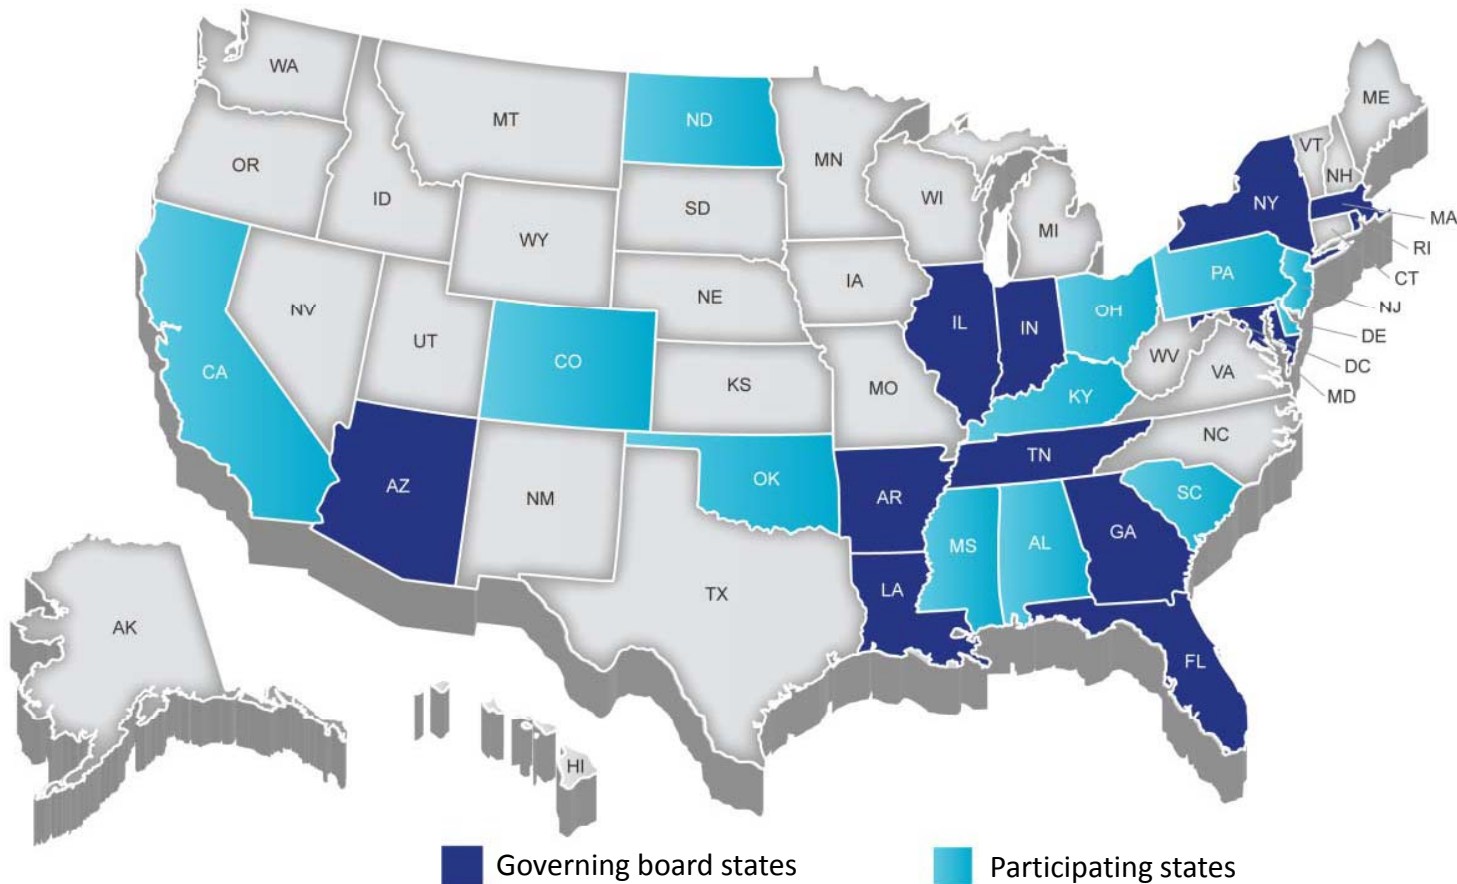 WA
MT
ND
MN
ME
VT
NH
OR
ID
SD
WI
MI
NY
MA
RI
CT
WY
NE
IA
PA
NJ
NV
UT
CO
KS
MO
IL
IN
OH
WV
VA
DE
DC
MD
CA
KY
NC
AZ
NM
OK
AR
TN
SC
MS
AL
GA
TX
LA
FL
AK
HI
Governing board states
Participating states